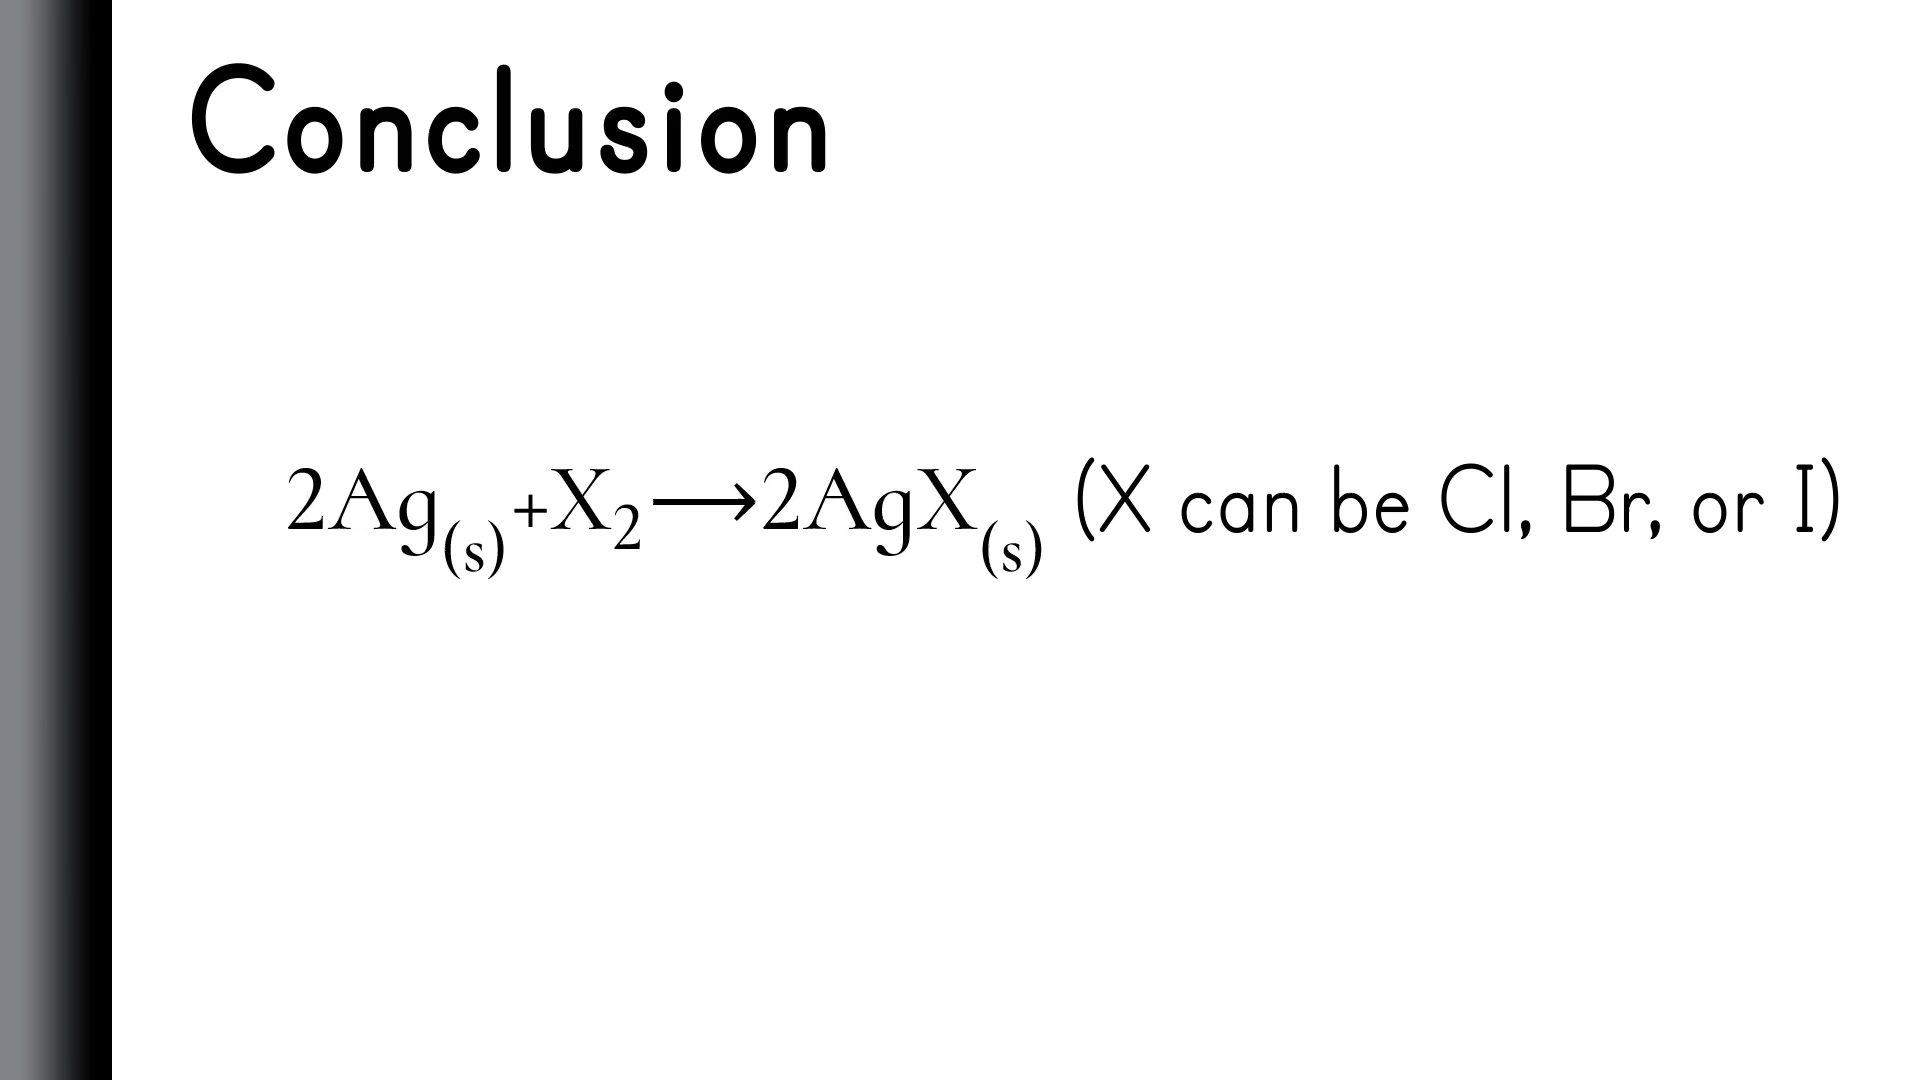 Conclusion
2Ag₍ₛ₎+X₂⟶2AgX₍ₛ₎ (X can be Cl, Br, or I)